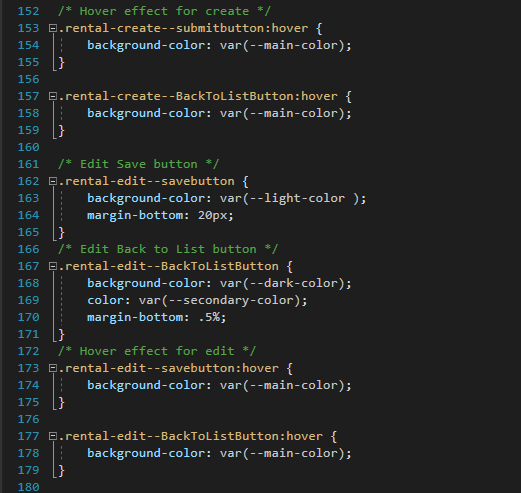 152 /* Hover effect for create */
153 .rental-create--submitbutton:hover {
154 background-color: var(--main-color);
155 }
156
157 .rental-create--BackToListButton:hover {
158 background-color: var(--main-color);
159 }
160
161 /* Edit Save button */
162 .rental-edit--savebutton {
163 background-color: var(--light-color );
164 margin-bottom: 20px;
165 }
166 /* Edit Back to List button */
167 .rental-edit--BackToListButton {
168 background-color: var(--dark-color);
169 color: var(--secondary-color);
170 margin-bottom: .5%;
171 }
172 /* Hover effect for edit */
173 .rental-edit--savebutton:hover {
174 background-color: var(--main-color);
175 }
176
177 .rental-edit--BackToListButton:hover {
178 background-color: var(--main-color);
179 }
180